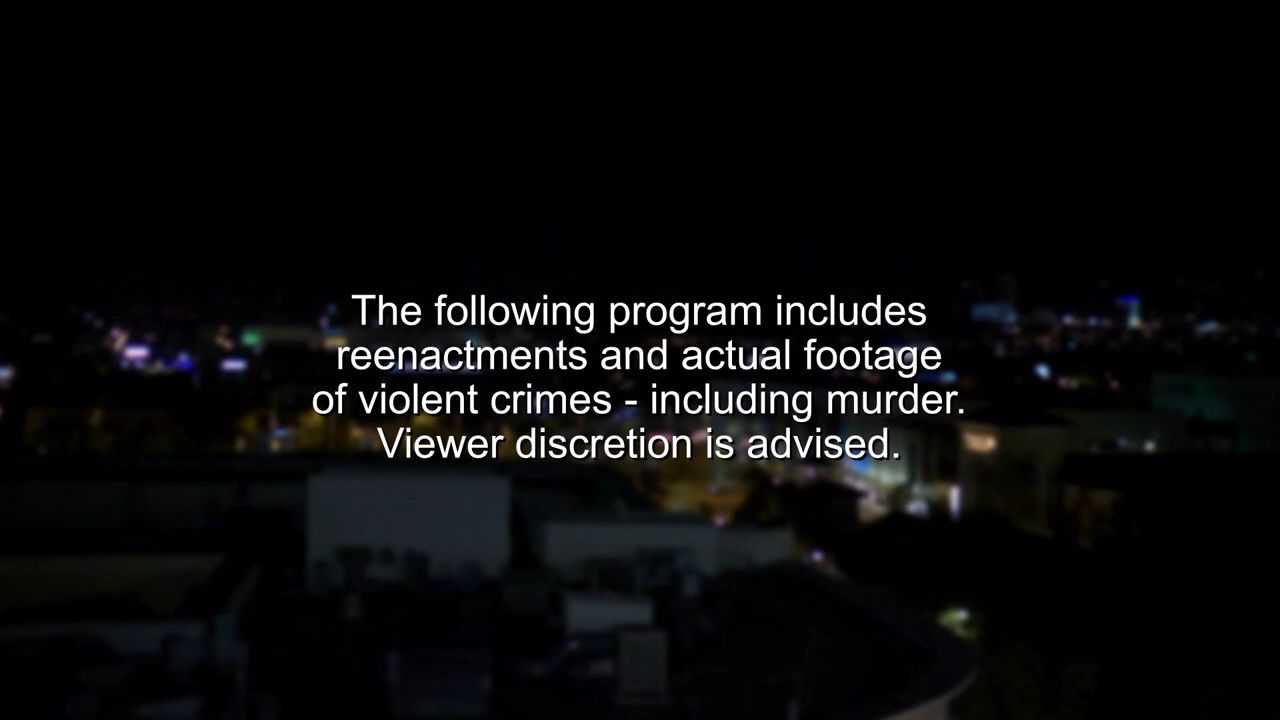 The following program includes
reenactments and actual footage
of violent crimes - including murder.
Viewer discretion is advised.